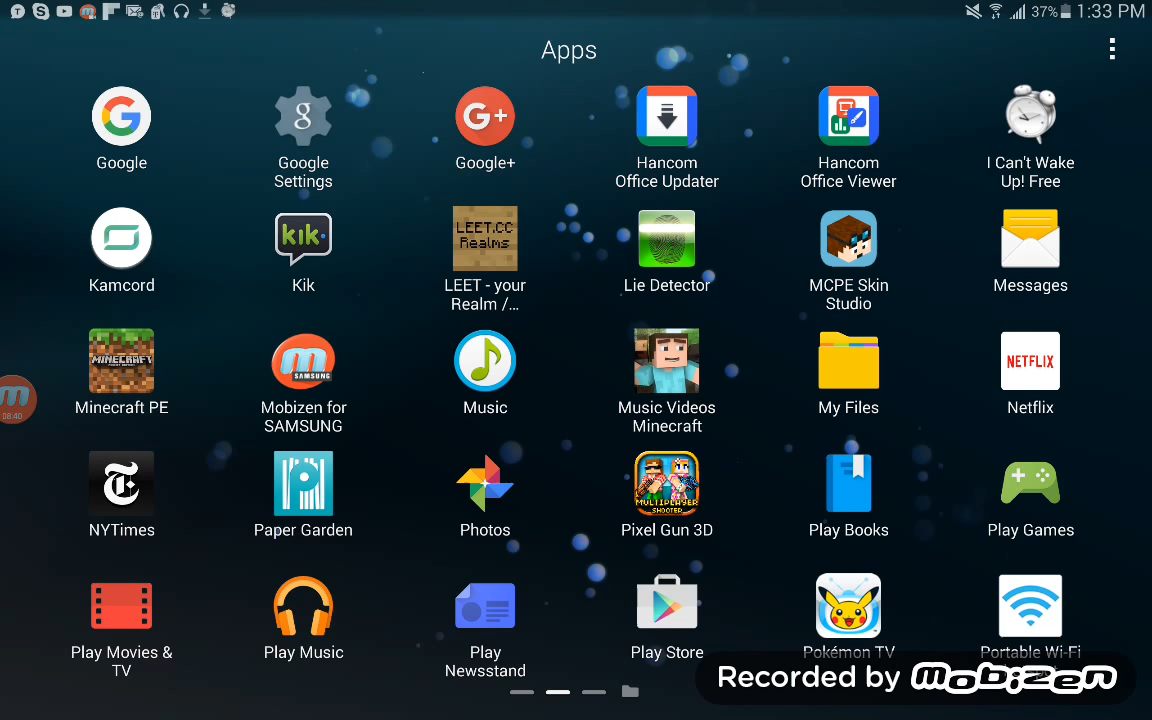 37% 1:33 PM
Apps
Google
Google
Settings
Google+
Hancom
Office Updater
Hancom
Office Viewer
I Can't Wake
Up! Free
Kamcord
kik
Kik
LEET.CC
Realms
LEET - your
Realm /...
Lie Detector
MCPE Skin
Studio
Messages
MINECRAFT
Minecraft PE
m
SAMSUNG
Mobizen for
SAMSUNG
Music
Music Videos
Minecraft
My Files
NETFLIX
Netflix
m
08:40
NYTimes
Paper Garden
Photos
MULTIPLAYER
SHOOTER
Pixel Gun 3D
Play Books
Play Games
Play Movies &
TV
Play Music
Play
Newsstand
Play Store
Pokémon TV
Portable Wi-Fi
Recorded by mobizen